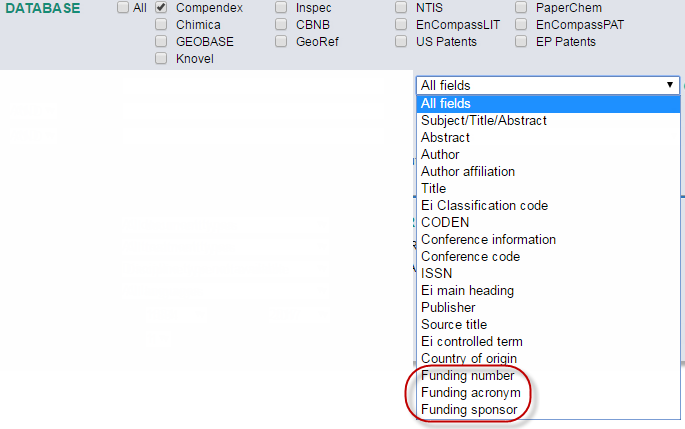 DATABASE All Compendex Inspec NTIS PaperChem
Chimica CBNB EnCompassLIT EnCompassPAT
GEOBASE GeoRef US Patents EP Patents
Knovel
All fields
All fields
Subject/Title/Abstract
Abstract
Author
Author affiliation
Title
Ei Classification code
CODEN
Conference information
Conference code
ISSN
Ei main heading
Publisher
Source title
Ei controlled term
Country of origin
Funding number
Funding acronym
Funding sponsor